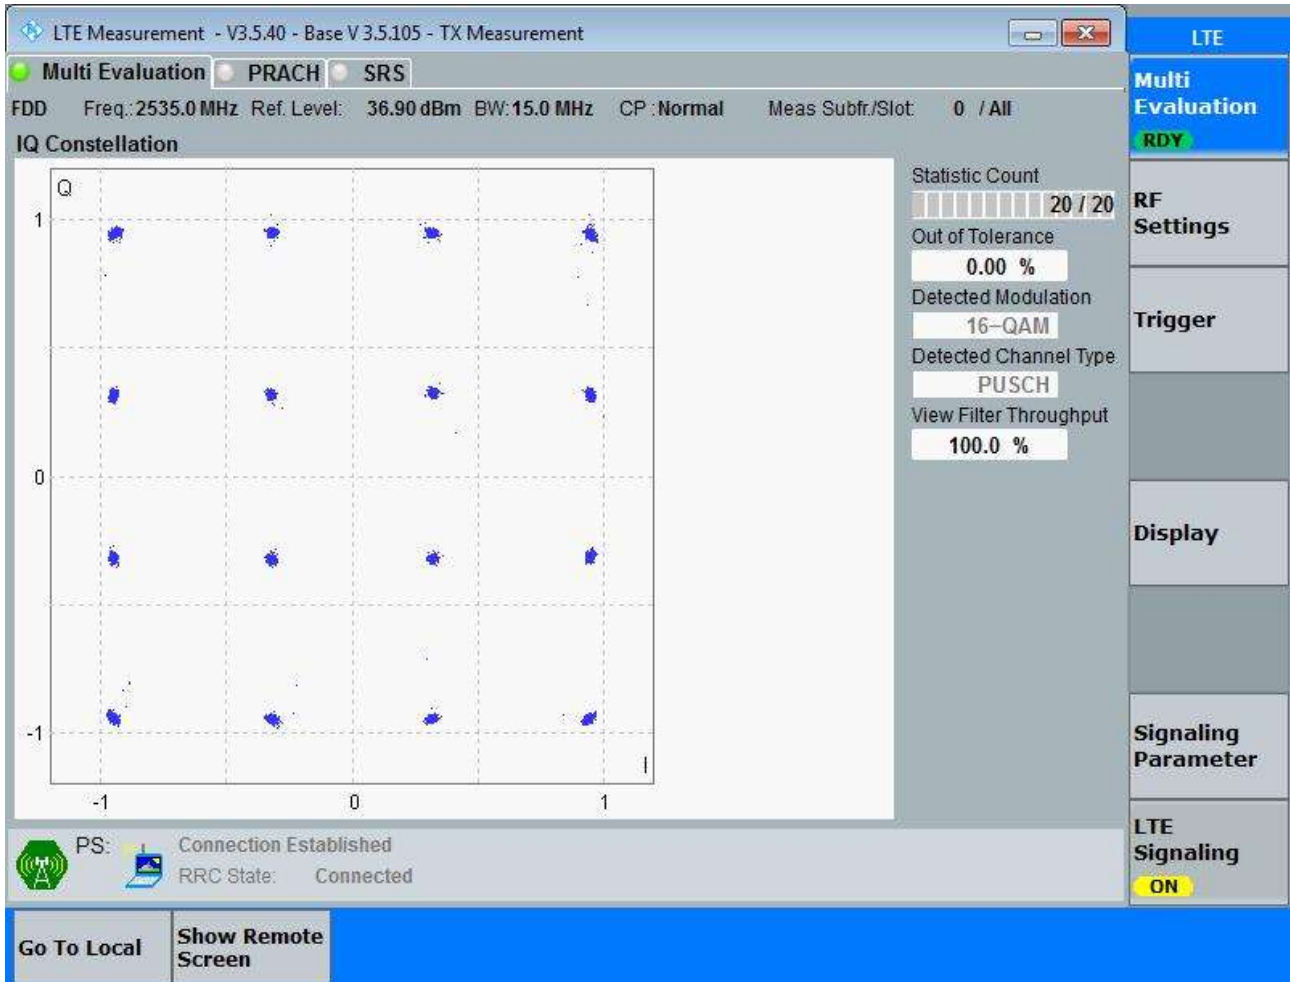 LTE Measurement - V3.5.40 - Base V 3.5.105 - TX Measurement
Multi Evaluation PRACH SRS
FDD Freq.: 2535.0 MHz Ref. Level: 36.90 dBm BW: 15.0 MHz CP : Normal Meas Subfr./Slot: 0 / All
IQ Constellation
Q
1
0
-1
I
-1 0 1
Statistic Count
20 / 20
Out of Tolerance
0.00 %
Detected Modulation
16-QAM
Detected Channel Type
PUSCH
View Filter Throughput
100.0 %
PS: Connection Established
RRC State: Connected
LTE
Multi
Evaluation
RDY
RF
Settings
Trigger
Display
Signaling
Parameter
LTE
Signaling
ON
Go To Local
Show Remote
Screen